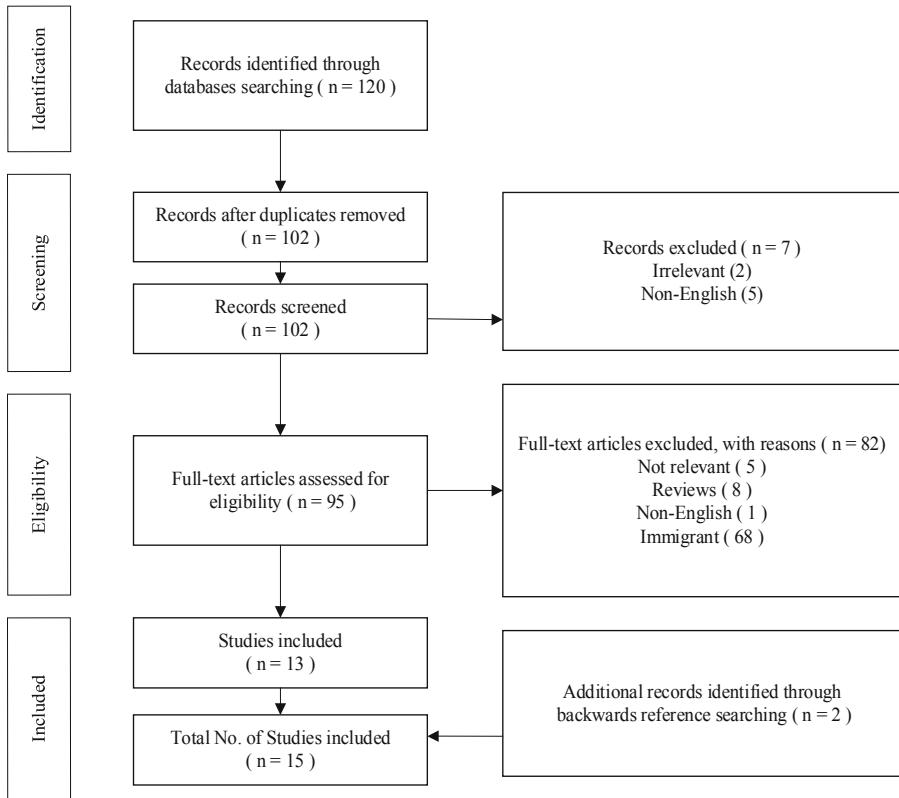 Identification
Records identified through
databases searching ( n = 120 )
Screening
Records after duplicates removed
( n = 102 )
Records screened
( n = 102 )
Records excluded ( n = 7 )
Irrelevant (2)
Non-English (5)
Eligibility
Full-text articles assessed for
eligibility ( n = 95 )
Full-text articles excluded, with reasons ( n = 82)
Not relevant ( 5 )
Reviews ( 8 )
Non-English ( 1 )
Immigrant ( 68 )
Included
Studies included
( n = 13 )
Additional records identified through
backwards reference searching ( n = 2 )
Total No. of Studies included
( n = 15 )